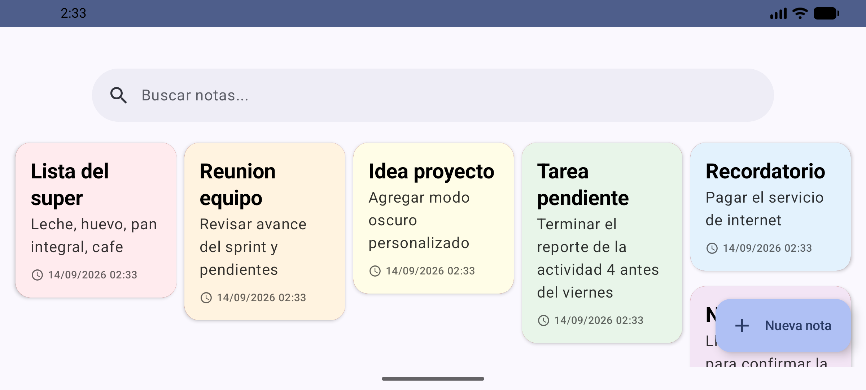 2:33
Buscar notas...
Lista del
super
Leche, huevo, pan
integral, cafe
14/09/2026 02:33
Reunion
equipo
Revisar avance
del sprint y
pendientes
14/09/2026 02:33
Idea proyecto
Agregar modo
oscuro
personalizado
14/09/2026 02:33
Tarea
pendiente
Terminar el
reporte de la
actividad 4 antes
del viernes
14/09/2026 02:33
Recordatorio
Pagar el servicio
de internet
14/09/2026 02:33
para confirmar la
Nueva nota